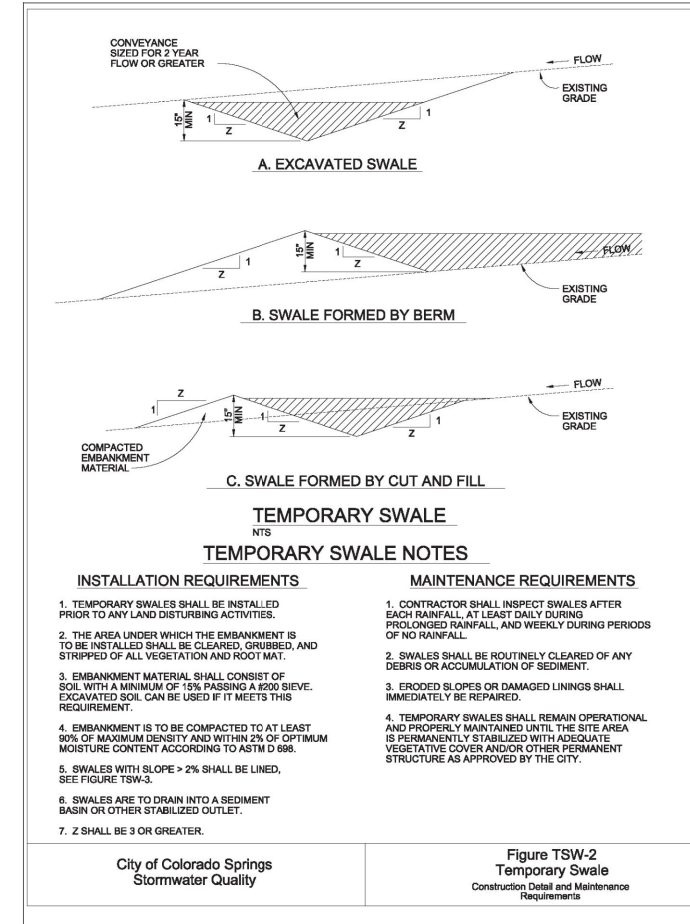 CONVEYANCE
SIZED FOR 2 YEAR
FLOW OR GREATER
FLOW
EXISTING
GRADE
15"
MIN
1
Z
1
Z
A. EXCAVATED SWALE
15"
MIN
1
Z
1
Z
FLOW
EXISTING
GRADE
B. SWALE FORMED BY BERM
Z
1
15"
MIN
1
Z
1
Z
FLOW
EXISTING
GRADE
COMPACTED
EMBANKMENT
MATERIAL
C. SWALE FORMED BY CUT AND FILL
TEMPORARY SWALE
NTS
TEMPORARY SWALE NOTES
INSTALLATION REQUIREMENTS
1. TEMPORARY SWALES SHALL BE INSTALLED
PRIOR TO ANY LAND DISTURBING ACTIVITIES.
2. THE AREA UNDER WHICH THE EMBANKMENT IS
TO BE INSTALLED SHALL BE CLEARED, GRUBBED, AND
STRIPPED OF ALL VEGETATION AND ROOT MAT.
3. EMBANKMENT MATERIAL SHALL CONSIST OF
SOIL WITH A MINIMUM OF 15% PASSING A #200 SIEVE.
EXCAVATED SOIL CAN BE USED IF IT MEETS THIS
REQUIREMENT.
4. EMBANKMENT IS TO BE COMPACTED TO AT LEAST
90% OF MAXIMUM DENSITY AND WITHIN 2% OF OPTIMUM
MOISTURE CONTENT ACCORDING TO ASTM D 698.
5. SWALES WITH SLOPE > 2% SHALL BE LINED,
SEE FIGURE TSW-3.
6. SWALES ARE TO DRAIN INTO A SEDIMENT
BASIN OR OTHER STABILIZED OUTLET.
7. Z SHALL BE 3 OR GREATER.
MAINTENANCE REQUIREMENTS
1. CONTRACTOR SHALL INSPECT SWALES AFTER
EACH RAINFALL, AT LEAST DAILY DURING
PROLONGED RAINFALL, AND WEEKLY DURING PERIODS
OF NO RAINFALL.
2. SWALES SHALL BE ROUTINELY CLEARED OF ANY
DEBRIS OR ACCUMULATION OF SEDIMENT.
3. ERODED SLOPES OR DAMAGED LININGS SHALL
IMMEDIATELY BE REPAIRED.
4. TEMPORARY SWALES SHALL REMAIN OPERATIONAL
AND PROPERLY MAINTAINED UNTIL THE SITE AREA
IS PERMANENTLY STABILIZED WITH ADEQUATE
VEGETATIVE COVER AND/OR OTHER PERMANENT
STRUCTURE AS APPROVED BY THE CITY.
City of Colorado Springs
Stormwater Quality
Figure TSW-2
Temporary Swale
Construction Detail and Maintenance
Requirements